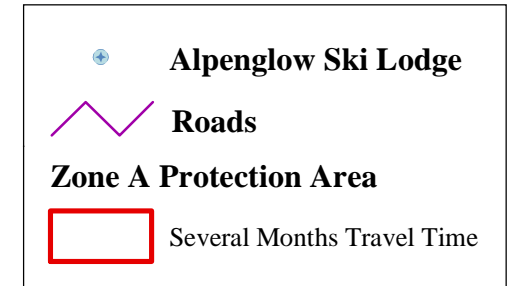 Alpenglow Ski Lodge
Roads
Zone A Protection Area
Several Months Travel Time